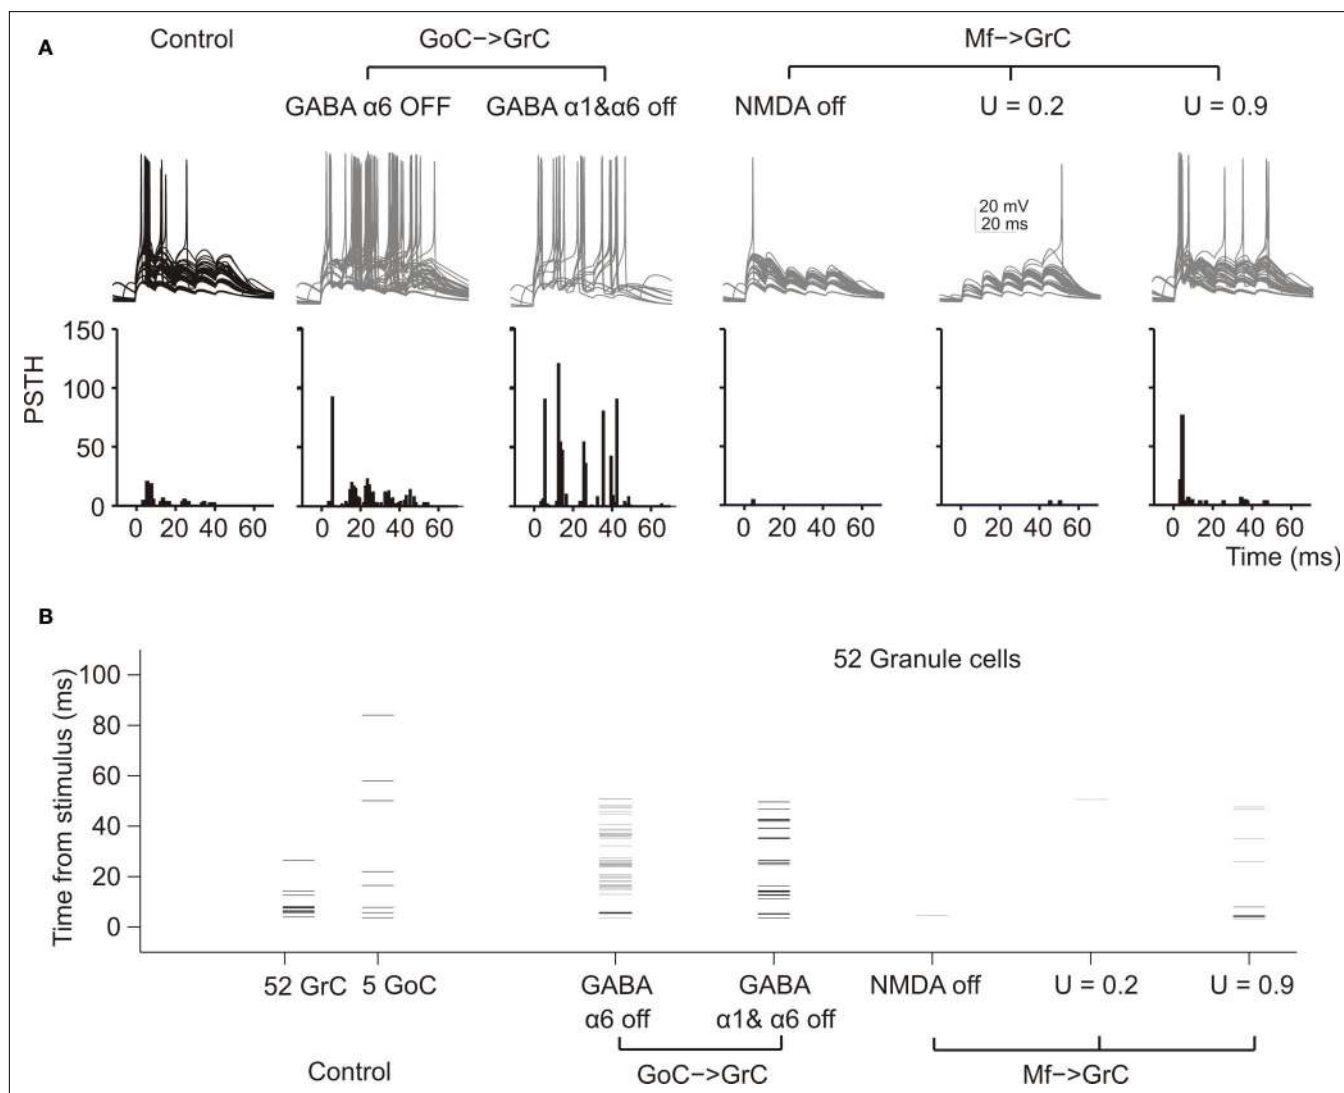 A
Control
GoC−>GrC
Mf−>GrC
GABA α6 OFF
GABA α1&α6 off
NMDA off
U = 0.2
U = 0.9
20 mV
20 ms
PSTH
150
100
50
0
0 20 40 60
0 20 40 60
0 20 40 60
0 20 40 60
0 20 40 60
0 20 40 60
Time (ms)
B
52 Granule cells
Time from stimulus (ms)
100
80
60
40
20
0
52 GrC
5 GoC
GABA
α6 off
GABA
α1& α6 off
NMDA off
U = 0.2
U = 0.9
Control
GoC−>GrC
Mf−>GrC